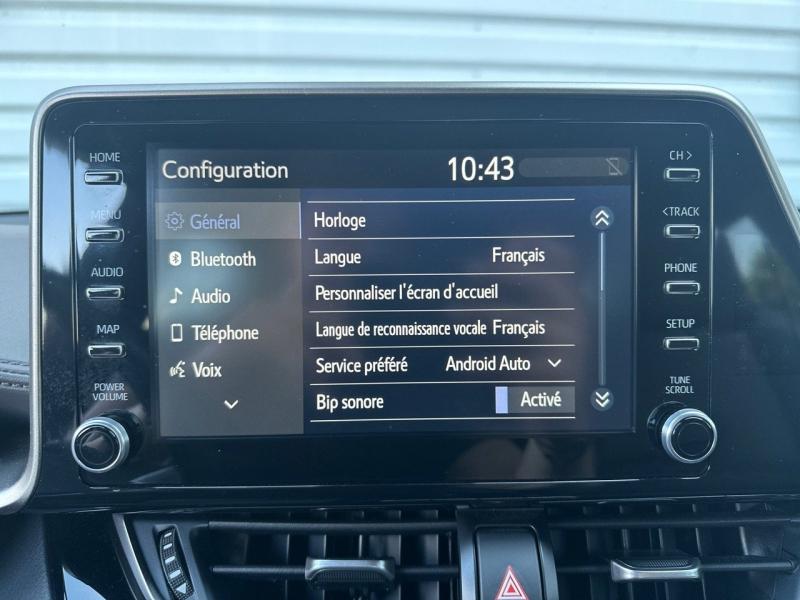 HOME
MENU
AUDIO
MAP
POWER
VOLUME
Configuration 10:43
Général
Bluetooth
Audio
Téléphone
Voix
Horloge
Langue Français
Personnaliser l'écran d'accueil
Langue de reconnaissance vocale Français
Service préféré Android Auto
Bip sonore Activé
CH >
< TRACK
PHONE
SETUP
TUNE
SCROLL